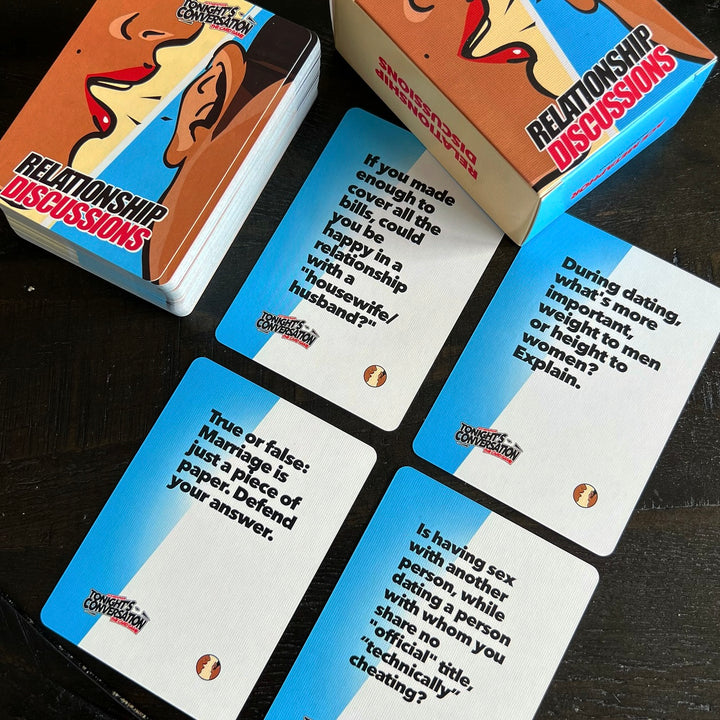 TONIGHT'S
CONVERSATION
RELATIONSHIP
DISCUSSIONS
RELATIONSHIP
DISCUSSIONS
RELATIONSHIP
DISCUSSIONS
If you made
enough to
cover all the
bills, could
you be
happy in a
relationship
with a
"housewife/
husband?"
TONIGHT'S
CONVERSATION
During dating,
what's more
important,
weight to men
or height to
women?
Explain.
TONIGHT'S
CONVERSATION
True or false:
Marriage is
just a piece of
paper. Defend
your answer.
TONIGHT'S
CONVERSATION
Is having sex
with another
person, while
dating a person
with whom you
share no
"official" title,
"technically"
cheating?
TONIGHT'S